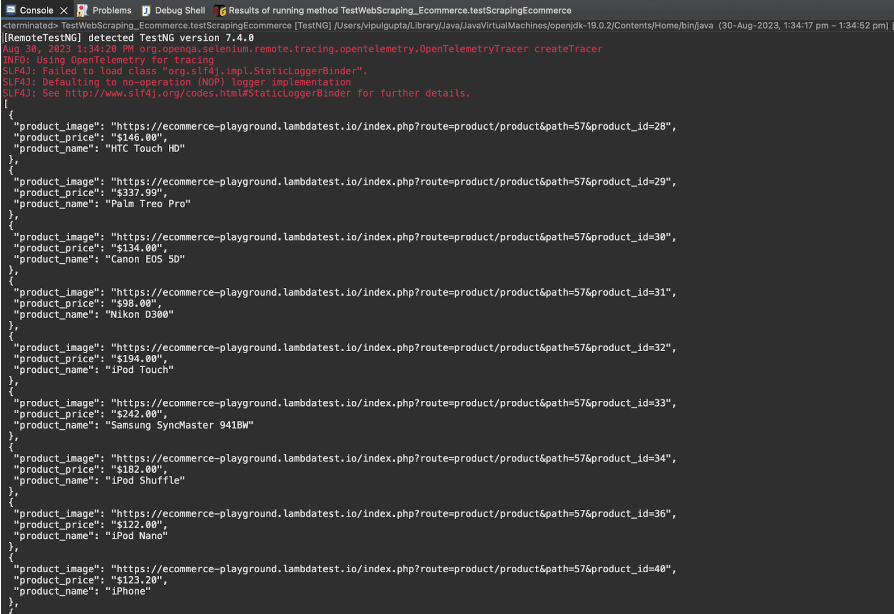 Console Problems Debug Shell Results of running method TestWebScraping_Ecommerce.testScrapingEcommerce
<terminated> TestWebScraping_Ecommerce.testScrapingEcommerce [TestNG] /Users/vipulgupta/Library/Java/JavaVirtualMachines/openjdk-19.0.2/Contents/Home/bin/java (30-Aug-2023, 1:34:17 pm – 1:34:52 pm) [
[RemoteTestNG] detected TestNG version 7.4.0
Aug 30, 2023 1:34:20 PM org.openqa.selenium.remote.tracing.opentelemetry.OpenTelemetryTracer createTracer
INFO: Using OpenTelemetry for tracing
SLF4J: Failed to load class "org.slf4j.impl.StaticLoggerBinder".
SLF4J: Defaulting to no-operation (NOP) logger implementation
SLF4J: See http://www.slf4j.org/codes.html#StaticLoggerBinder for further details.
[
{
"product_image": "https://ecommerce-playground.lambdatest.io/index.php?route=product/product&path=57&product_id=28",
"product_price": "$146.00",
"product_name": "HTC Touch HD"
},
{
"product_image": "https://ecommerce-playground.lambdatest.io/index.php?route=product/product&path=57&product_id=29",
"product_price": "$337.99",
"product_name": "Palm Treo Pro"
},
{
"product_image": "https://ecommerce-playground.lambdatest.io/index.php?route=product/product&path=57&product_id=30",
"product_price": "$134.00",
"product_name": "Canon EOS 5D"
},
{
"product_image": "https://ecommerce-playground.lambdatest.io/index.php?route=product/product&path=57&product_id=31",
"product_price": "$98.00",
"product_name": "Nikon D300"
},
{
"product_image": "https://ecommerce-playground.lambdatest.io/index.php?route=product/product&path=57&product_id=32",
"product_price": "$194.00",
"product_name": "iPod Touch"
},
{
"product_image": "https://ecommerce-playground.lambdatest.io/index.php?route=product/product&path=57&product_id=33",
"product_price": "$242.00",
"product_name": "Samsung SyncMaster 941BW"
},
{
"product_image": "https://ecommerce-playground.lambdatest.io/index.php?route=product/product&path=57&product_id=34",
"product_price": "$182.00",
"product_name": "iPod Shuffle"
},
{
"product_image": "https://ecommerce-playground.lambdatest.io/index.php?route=product/product&path=57&product_id=36",
"product_price": "$122.00",
"product_name": "iPod Nano"
},
{
"product_image": "https://ecommerce-playground.lambdatest.io/index.php?route=product/product&path=57&product_id=40",
"product_price": "$123.20",
"product_name": "iPhone"
},
{